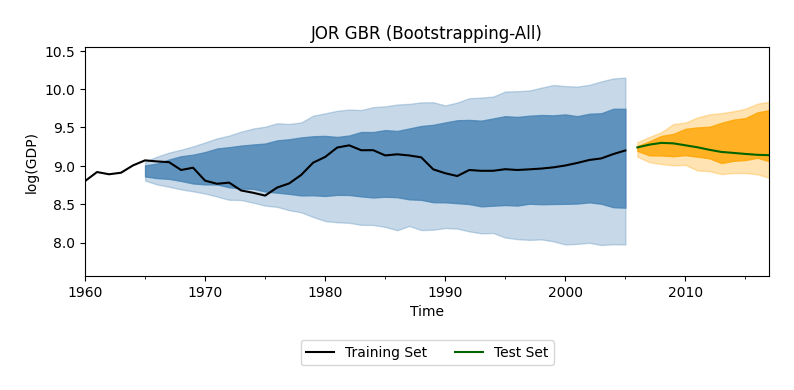 JOR GBR (Bootstrapping-All)
10.5
10.0
9.5
9.0
8.5
8.0
log(GDP)
1960 1970 1980 1990 2000 2010
Time
Training Set Test Set